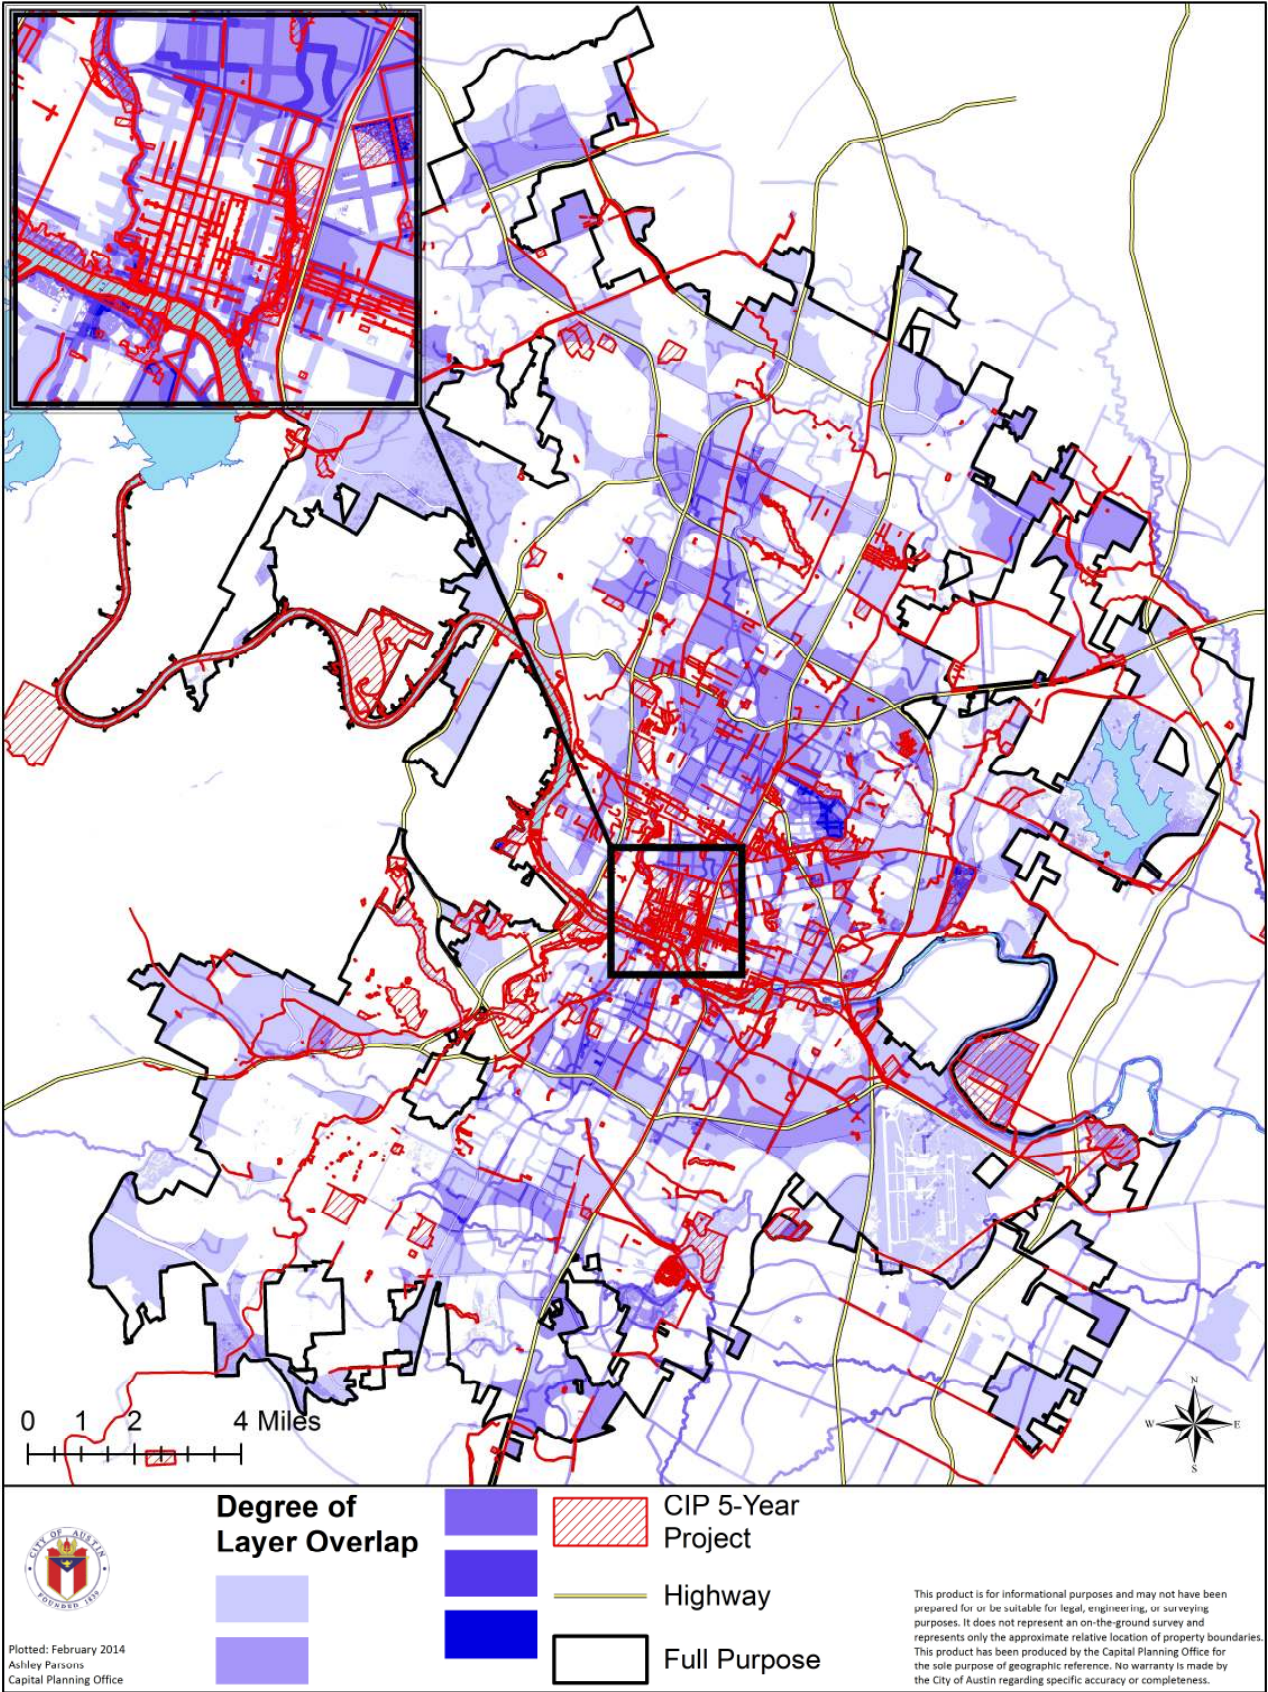 N
W
E
S
0 1 2 4 Miles
CITY OF AUSTIN
FOUNDED 1839
Plotted: February 2014
Ashley Parsons
Capital Planning Office
Degree of
Layer Overlap
CIP 5-Year
Project
Highway
Full Purpose
This product is for informational purposes and may not have been
prepared for or be suitable for legal, engineering, or surveying
purposes. It does not represent an on-the-ground survey and
represents only the approximate relative location of property boundaries.
This product has been produced by the Capital Planning Office for
the sole purpose of geographic reference. No warranty is made by
the City of Austin regarding specific accuracy or completeness.